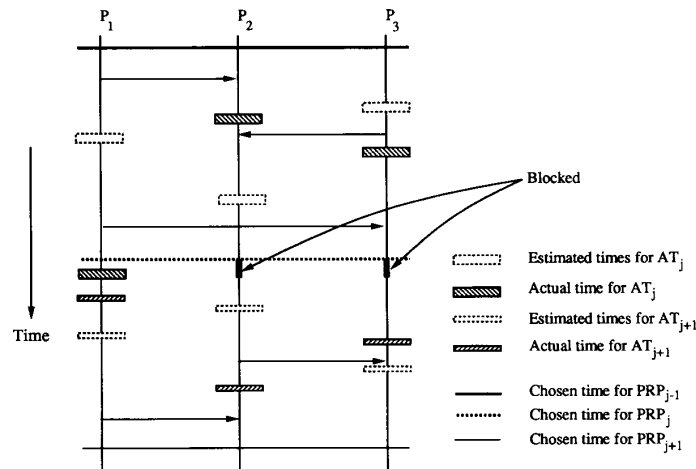 P1
P2
P3
Blocked
Time
Estimated times for ATj
Actual time for ATj
Estimated times for ATj+1
Actual time for ATj+1
Chosen time for PRPj-1
Chosen time for PRPj
Chosen time for PRPj+1